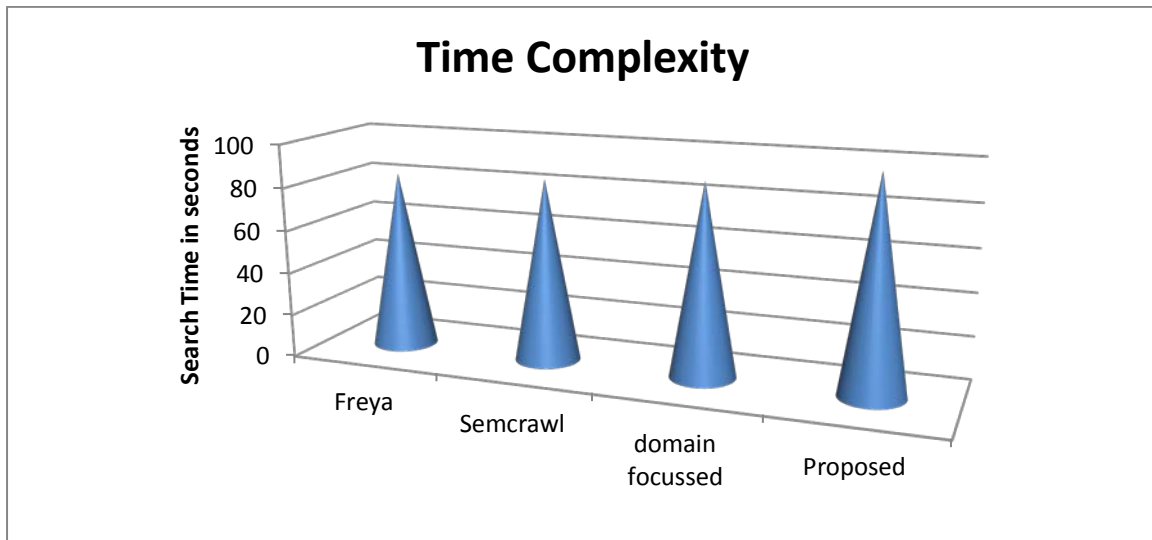 Time Complexity
Search Time in seconds
100
80
60
40
20
0
Freya
Semcrawl
domain
focussed
Proposed